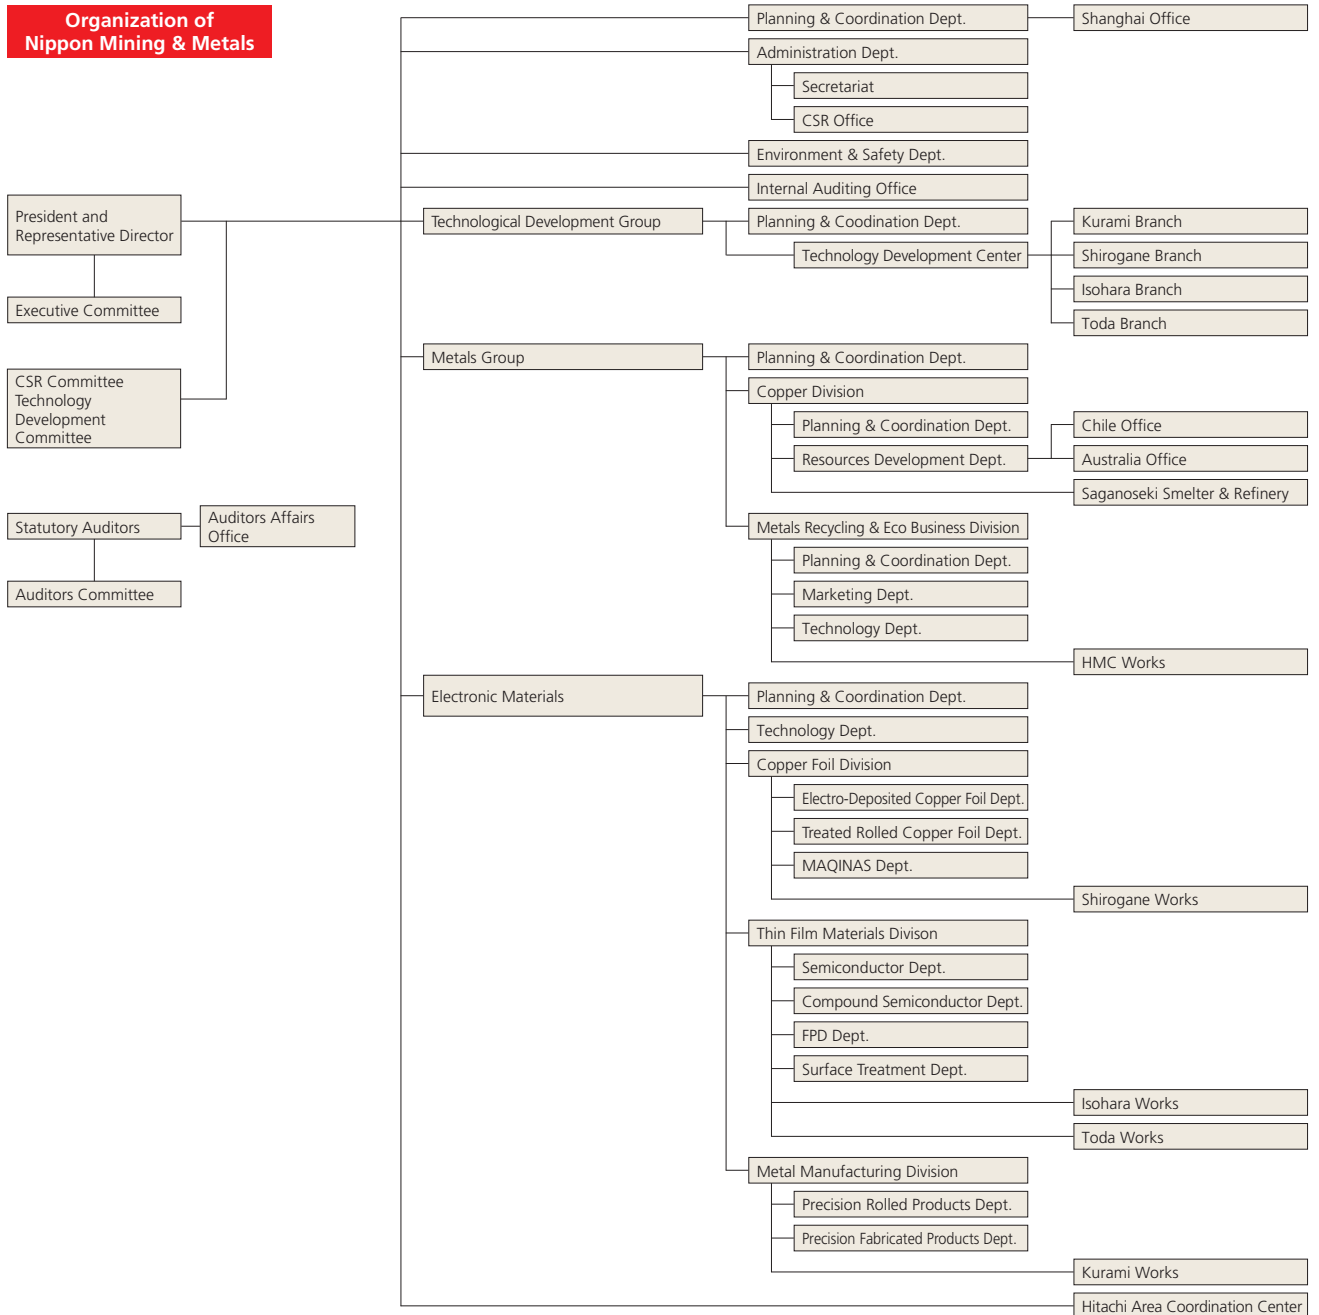 Organization of
Nippon Mining & Metals
President and
Representative Director
Executive Committee
CSR Committee
Technology
Development
Committee
Statutory Auditors
Auditors Affairs
Office
Auditors Committee
Planning & Coordination Dept.
Shanghai Office
Administration Dept.
Secretariat
CSR Office
Environment & Safety Dept.
Internal Auditing Office
Technological Development Group
Planning & Coodination Dept.
Technology Development Center
Kurami Branch
Shirogane Branch
Isohara Branch
Toda Branch
Metals Group
Planning & Coordination Dept.
Copper Division
Planning & Coordination Dept.
Resources Development Dept.
Chile Office
Australia Office
Saganoseki Smelter & Refinery
Metals Recycling & Eco Business Division
Planning & Coordination Dept.
Marketing Dept.
Technology Dept.
HMC Works
Electronic Materials
Planning & Coordination Dept.
Technology Dept.
Copper Foil Division
Electro-Deposited Copper Foil Dept.
Treated Rolled Copper Foil Dept.
MAQINAS Dept.
Shirogane Works
Thin Film Materials Divison
Semiconductor Dept.
Compound Semiconductor Dept.
FPD Dept.
Surface Treatment Dept.
Isohara Works
Toda Works
Metal Manufacturing Division
Precision Rolled Products Dept.
Precision Fabricated Products Dept.
Kurami Works
Hitachi Area Coordination Center